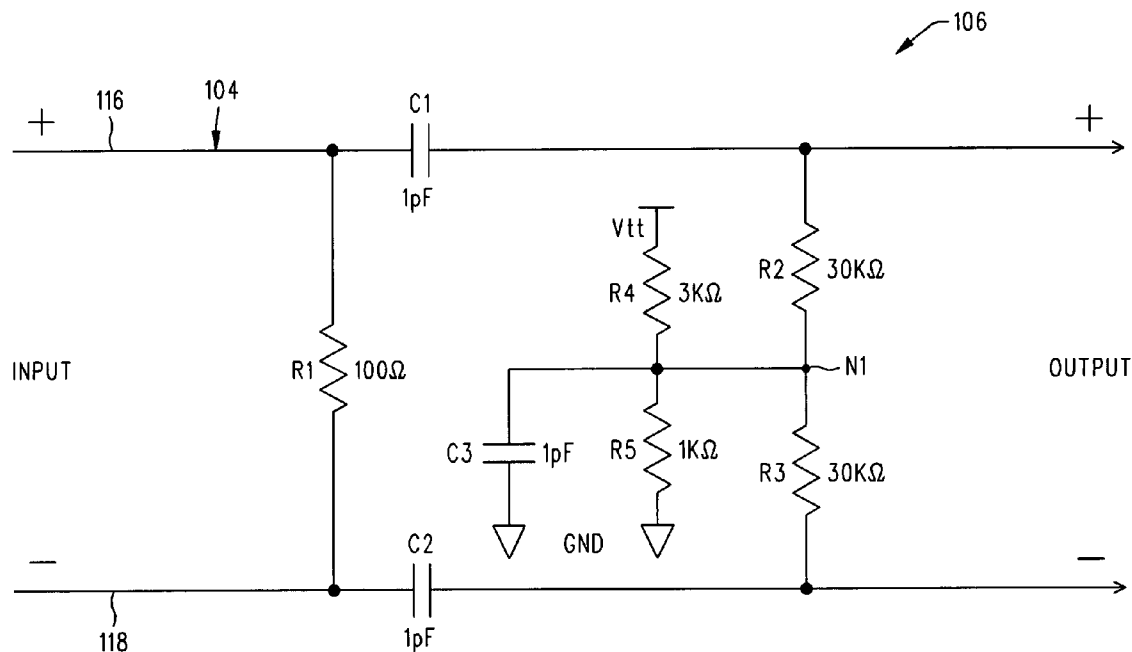 106
116
104
C1
+
+
1pF
Vtt
R4 3KΩ
R2 30KΩ
INPUT
R1 100Ω
N1
OUTPUT
C3 1pF
R5 1KΩ
R3 30KΩ
GND
C2
−
−
118
1pF